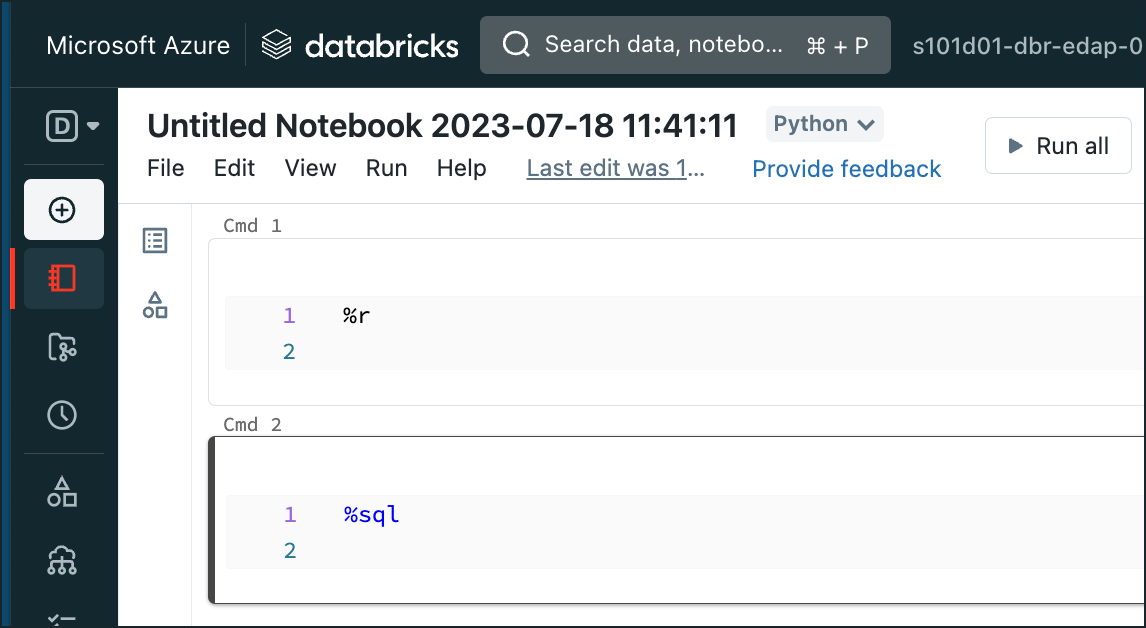 Microsoft Azure databricks Search data, notebo... ⌘ + P s101d01-dbr-edap-0
D
Untitled Notebook 2023-07-18 11:41:11 Python
Run all
File Edit View Run Help Last edit was 1... Provide feedback
Cmd 1
1 %r
2
Cmd 2
1 %sql
2